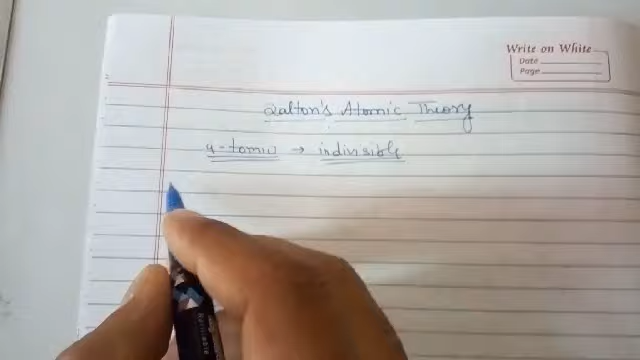 Write on White
Date
Page
Dalton's Atomic Theory
a-tomio → indivisible